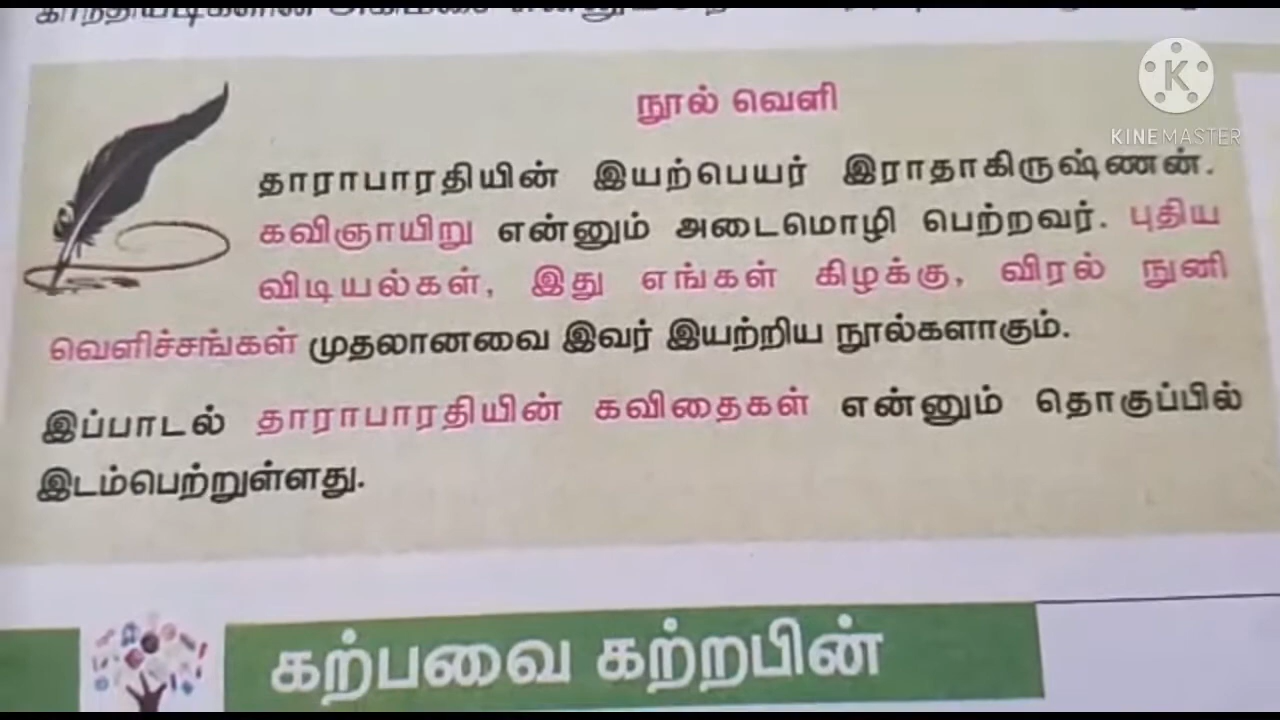 நூல் வெளி
KINEMASTER
தாராபாரதியின் இயற்பெயர் இராதாகிருஷ்ணன்.
கவிஞாயிறு என்னும் அடைமொழி பெற்றவர். புதிய
விடியல்கள், இது எங்கள் கிழக்கு, விரல் நுனி
வெளிச்சங்கள் முதலானவை இவர் இயற்றிய நூல்களாகும்.
இப்பாடல் தாராபாரதியின் கவிதைகள் என்னும் தொகுப்பில்
இடம்பெற்றுள்ளது.
கற்பவை கற்றபின்